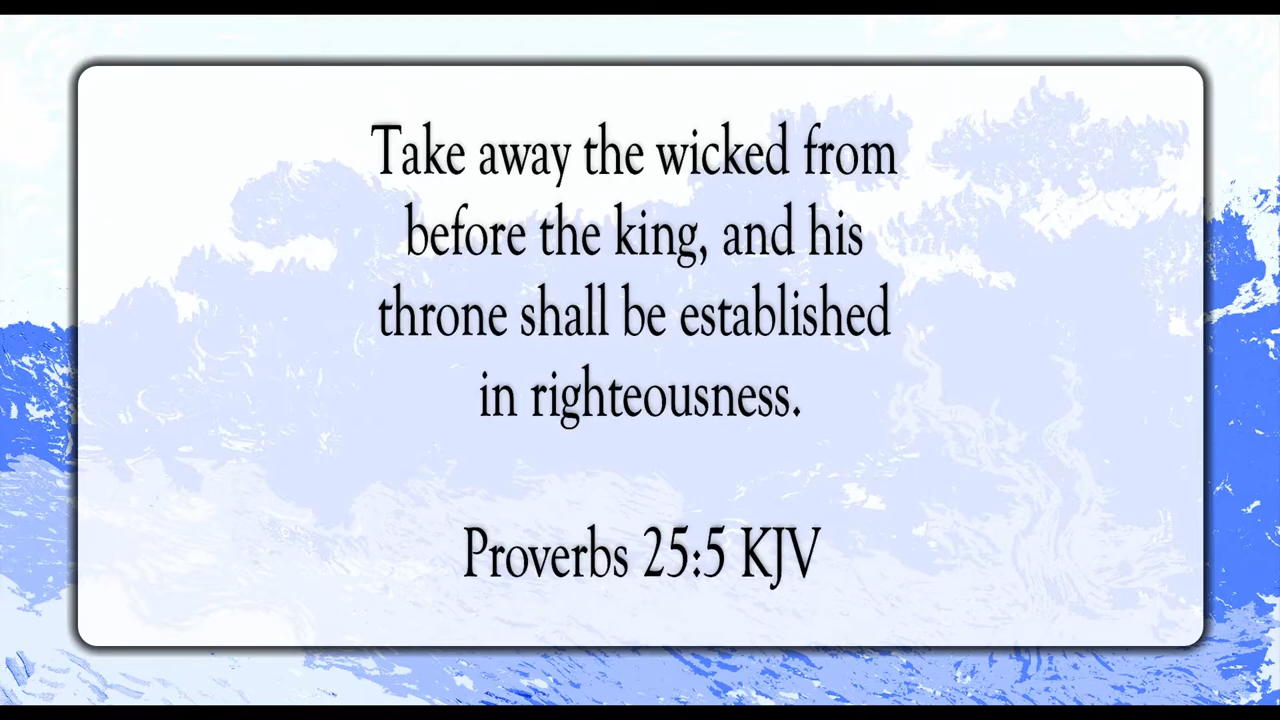 Take away the wicked from
before the king, and his
throne shall be established
in righteousness.
Proverbs 25:5 KJV